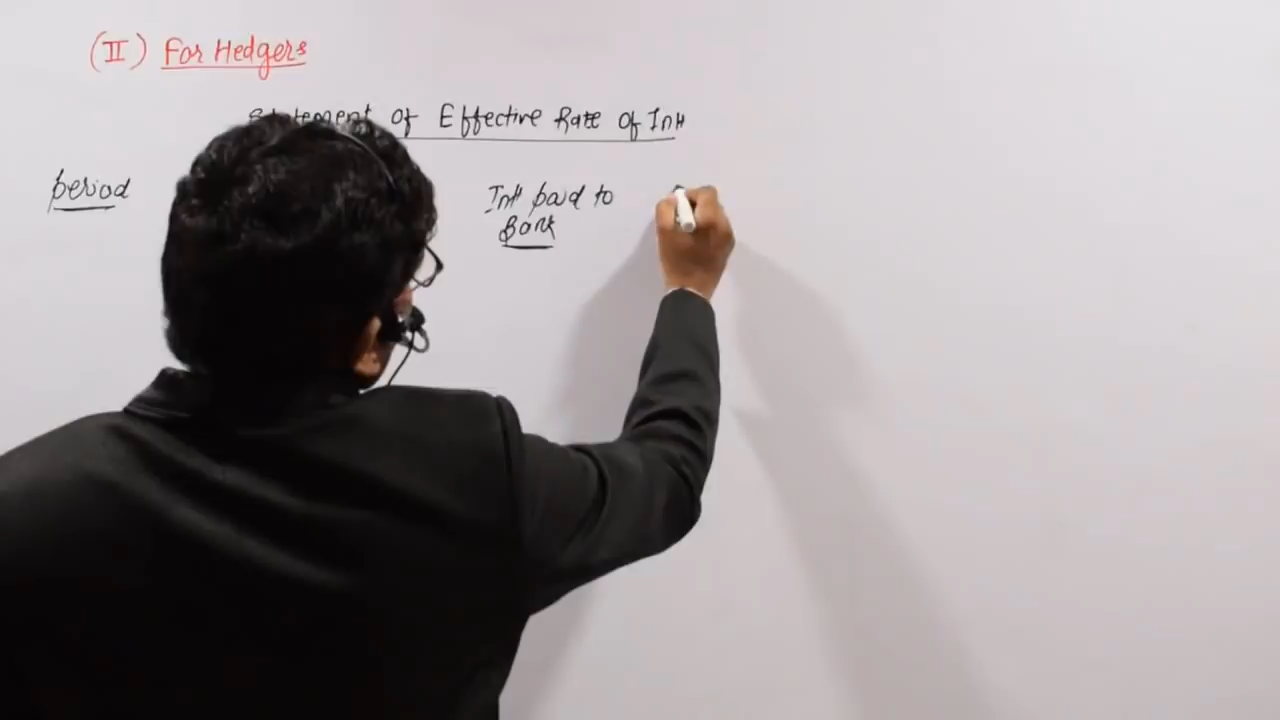 (II) For Hedgers
Statement of Effective Rate of Int
period
Int paid to
Bank